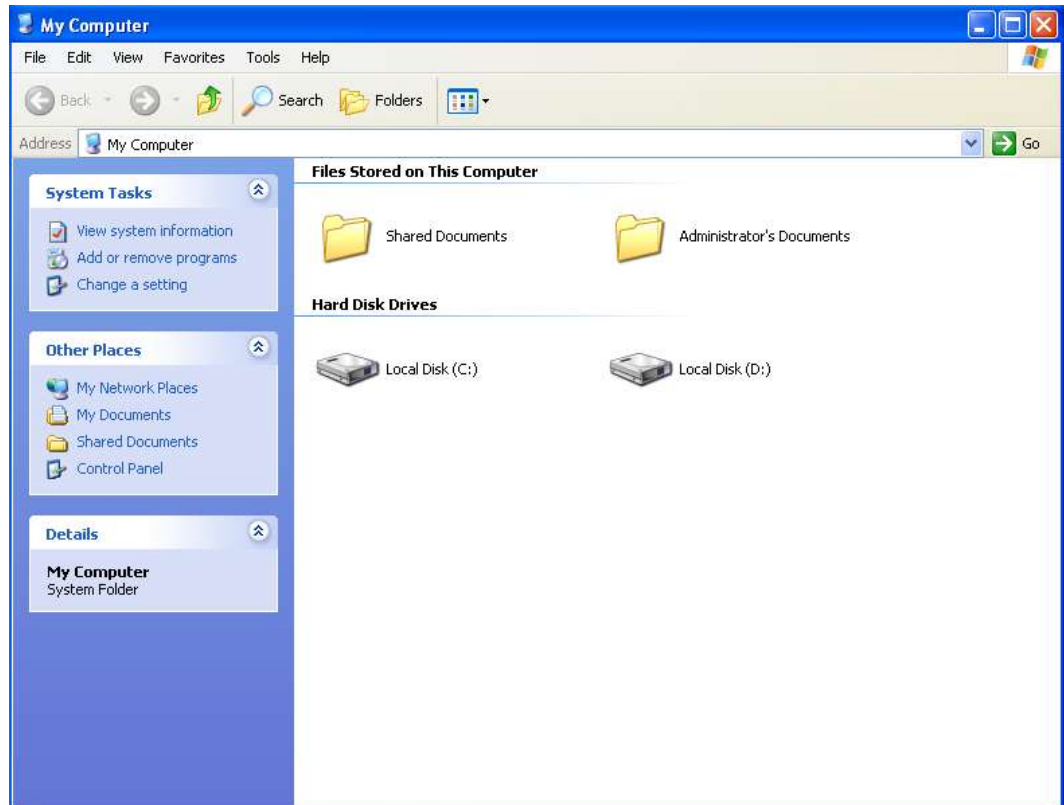 My Computer
File Edit View Favorites Tools Help
Back Search Folders
Address My Computer Go
System Tasks
View system information
Add or remove programs
Change a setting
Other Places
My Network Places
My Documents
Shared Documents
Control Panel
Details
My Computer
System Folder
Files Stored on This Computer
Shared Documents Administrator's Documents
Hard Disk Drives
Local Disk (C:) Local Disk (D:)